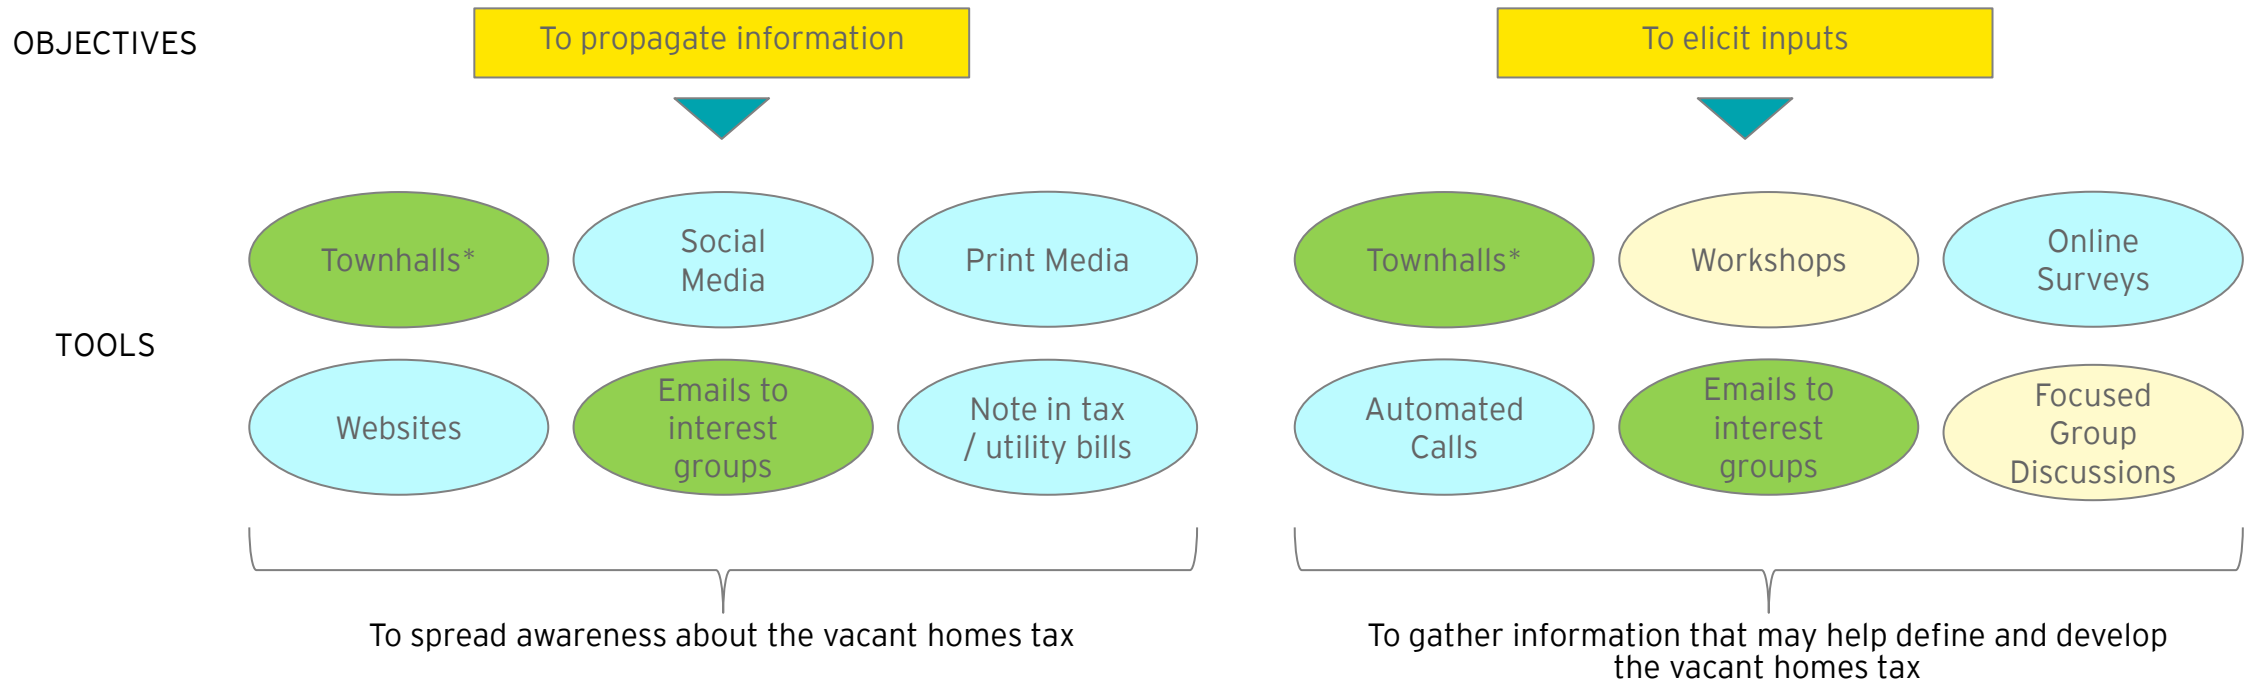 OBJECTIVES
To propagate information
To elicit inputs
TOOLS
Townhalls*
Social
Media
Print Media
Websites
Emails to
interest
groups
Note in tax
/ utility bills
To spread awareness about the vacant homes tax
Townhalls*
Workshops
Online
Surveys
Automated
Calls
Emails to
interest
groups
Focused
Group
Discussions
To gather information that may help define and develop
the vacant homes tax